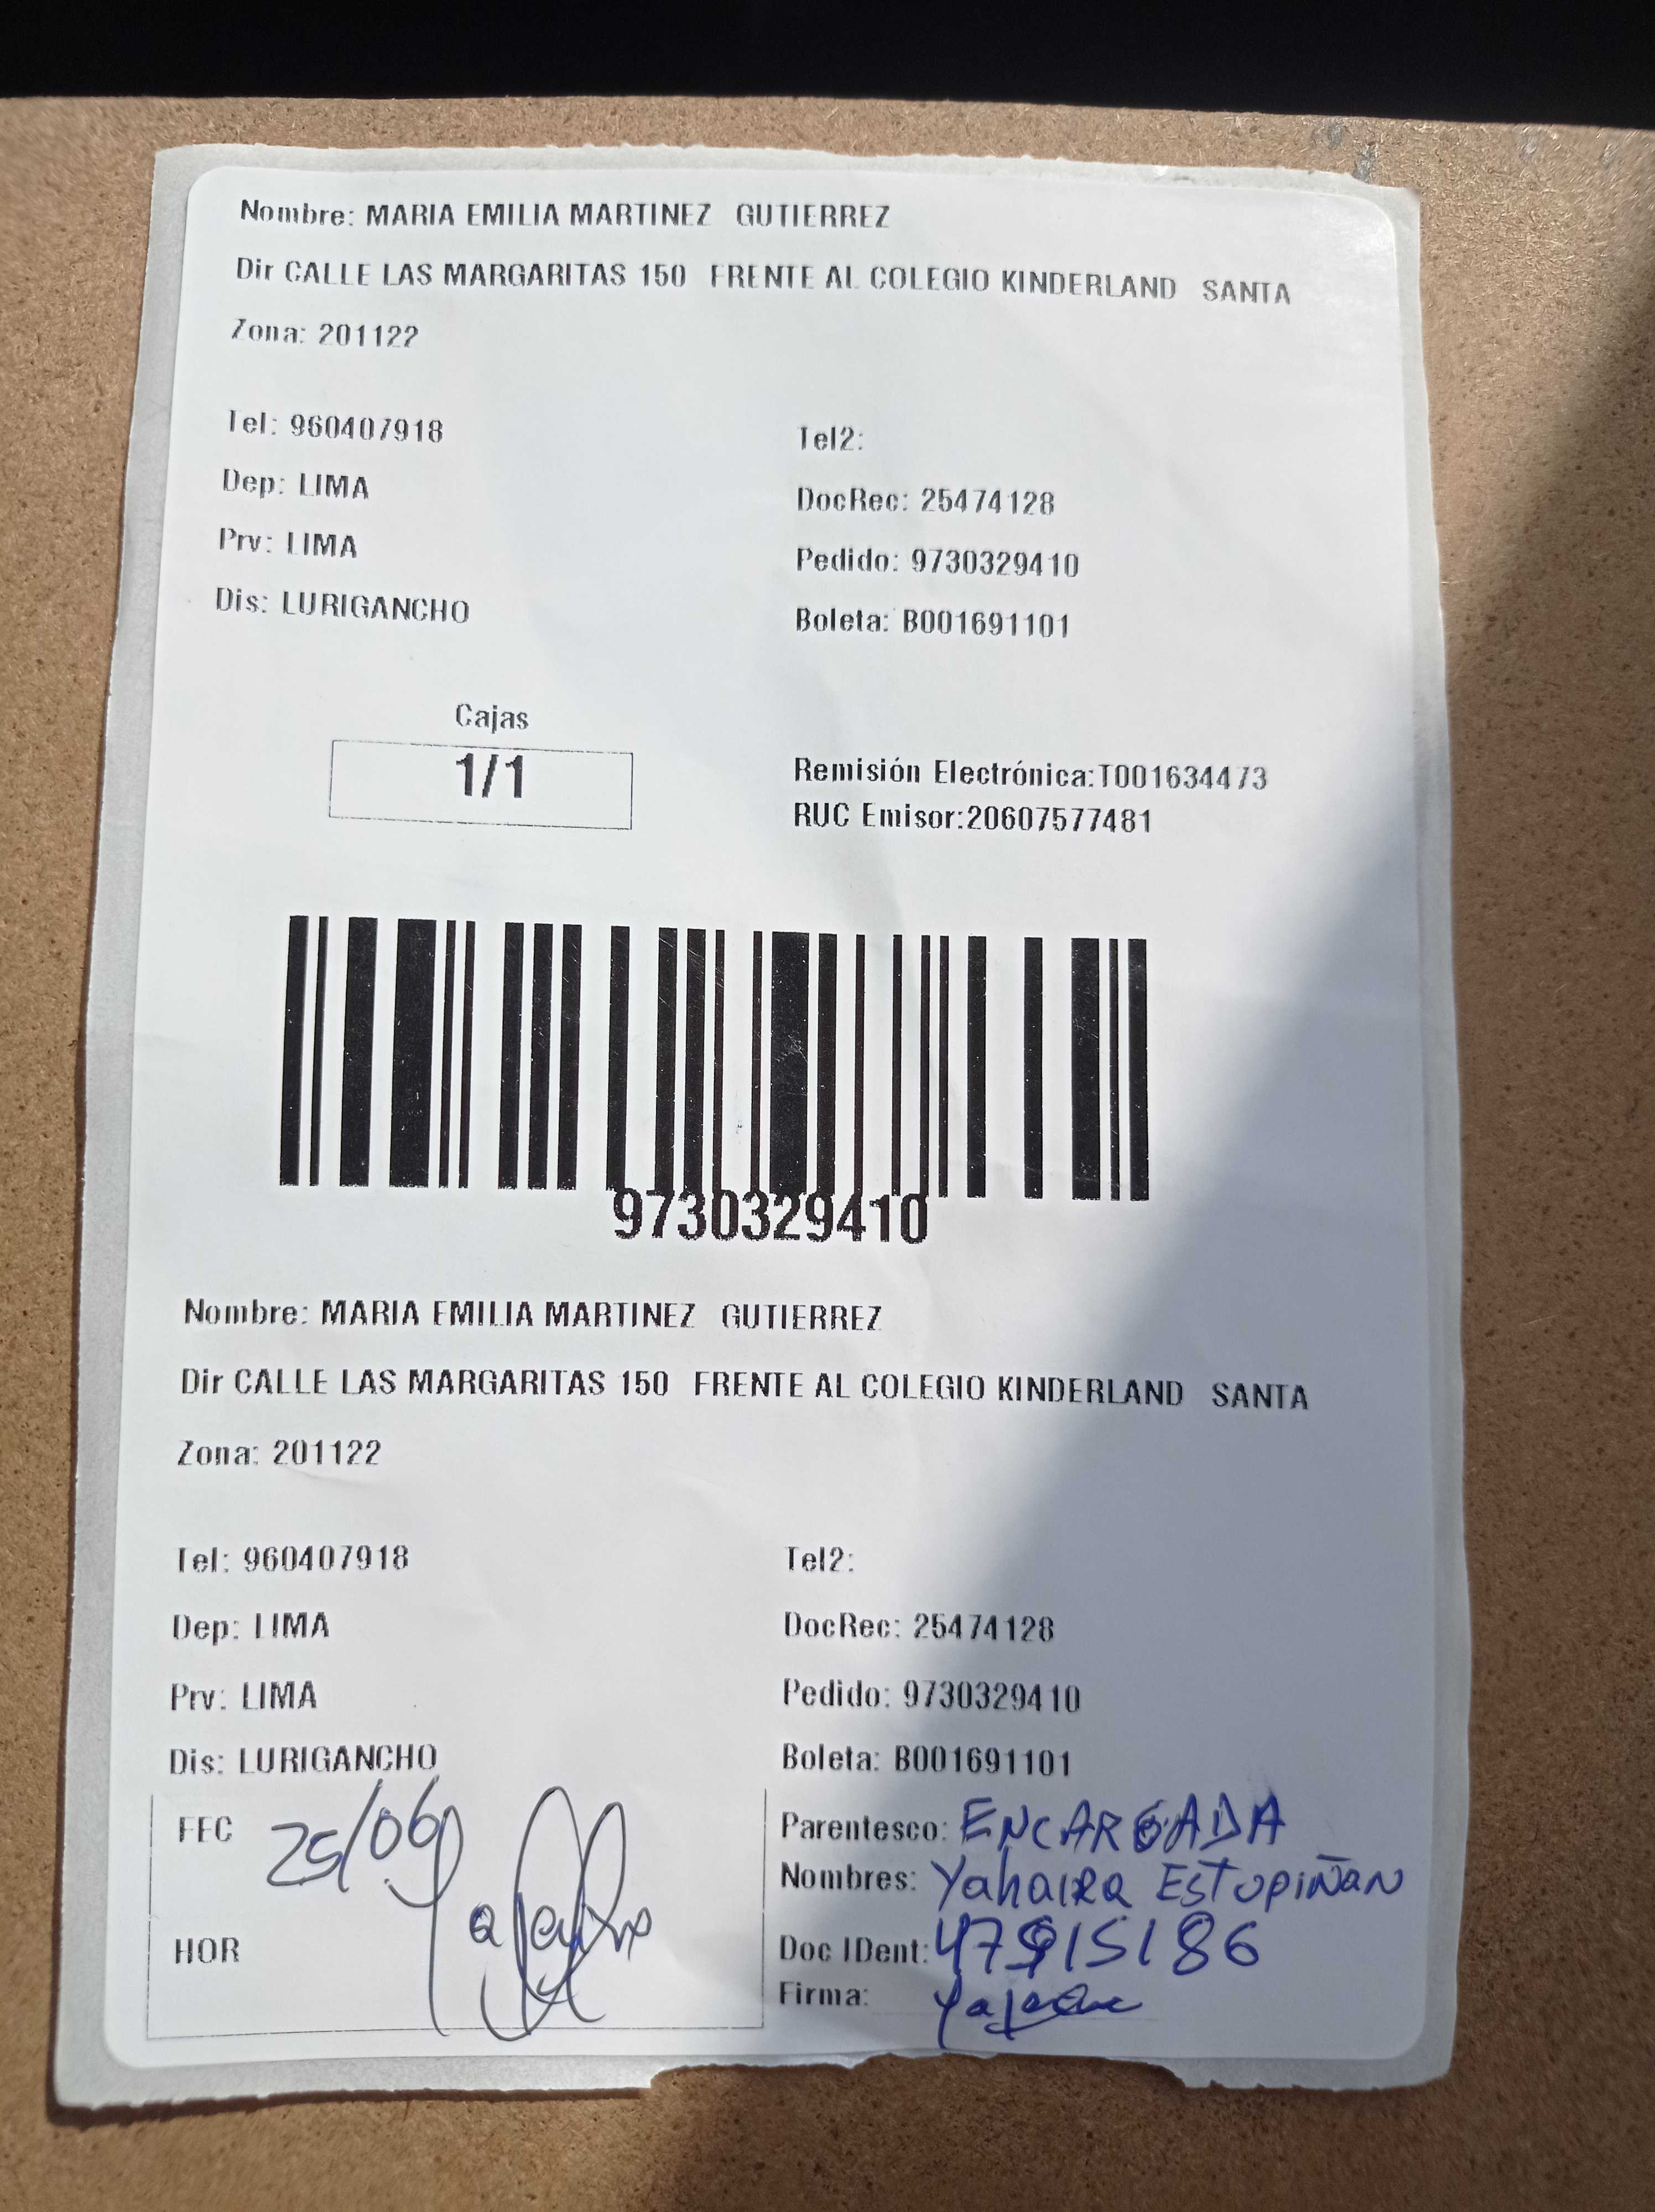 Nombre: MARIA EMILIA MARTINEZ GUTIERREZ
Dir CALLE LAS MARGARITAS 150 FRENTE AL COLEGIO KINDERLAND SANTA
Zona: 201122
Tel: 960407918 Tel2:
Dep: LIMA DocRec: 25474128
Prv: LIMA Pedido: 9730329410
Dis: LURIGANCHO Boleta: B001691101
Cajas
1/1
Remisión Electrónica:T001634473
RUC Emisor:20607577481
9730329410
Nombre: MARIA EMILIA MARTINEZ GUTIERREZ
Dir CALLE LAS MARGARITAS 150 FRENTE AL COLEGIO KINDERLAND SANTA
Zona: 201122
Tel: 960407918 Tel2:
Dep: LIMA DocRec: 25474128
Prv: LIMA Pedido: 9730329410
Dis: LURIGANCHO Boleta: B001691101
FEC 25/06
Parentesco: ENCARGADA
Nombres: Yahaira ESTUPIÑAN
HOR
Doc IDent: 47915186
Firma: